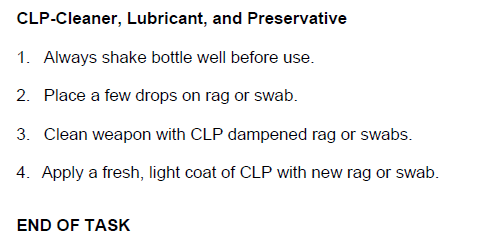 CLP-Cleaner, Lubricant, and Preservative
1. Always shake bottle well before use.
2. Place a few drops on rag or swab.
3. Clean weapon with CLP dampened rag or swabs.
4. Apply a fresh, light coat of CLP with new rag or swab.
END OF TASK